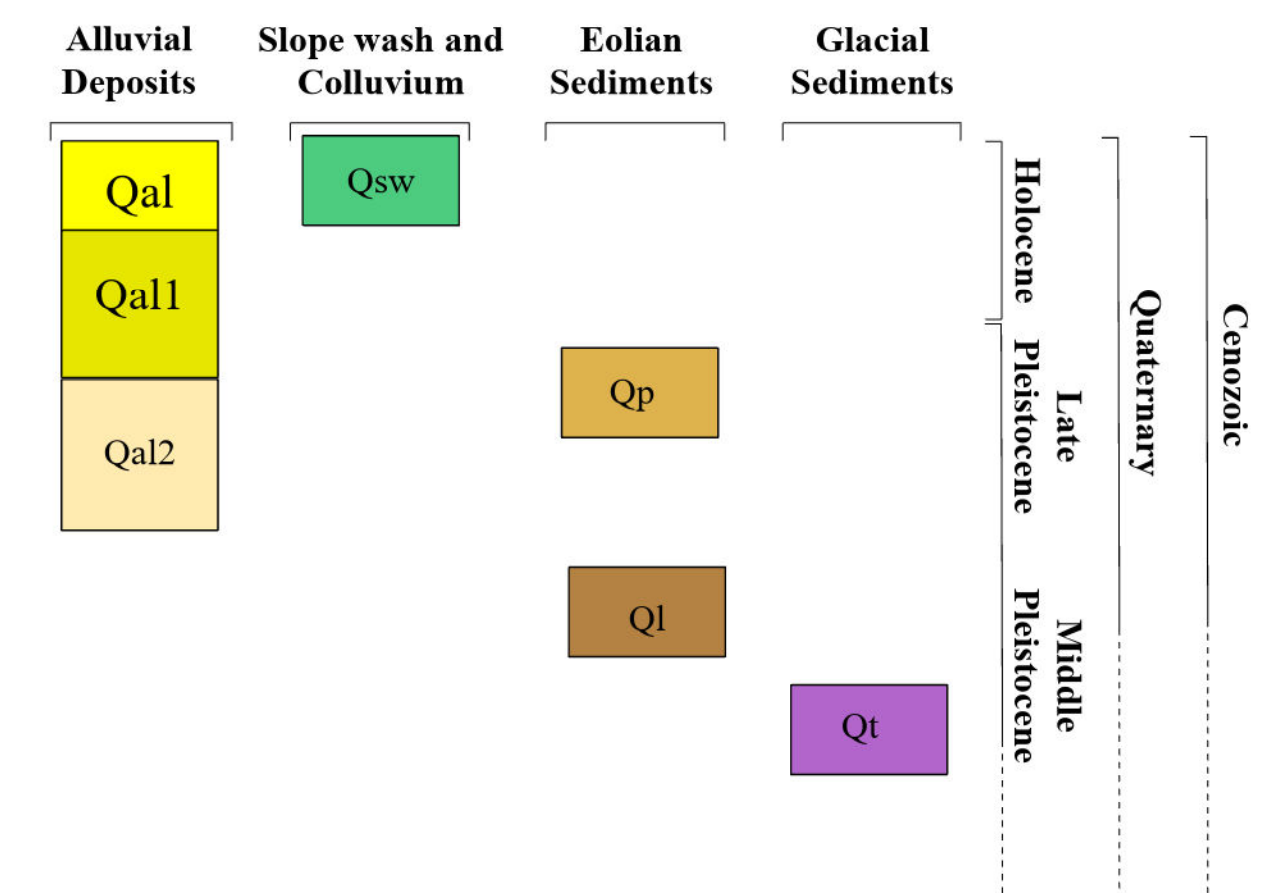 Alluvial
Deposits
Slope wash and
Colluvium
Eolian
Sediments
Glacial
Sediments
Qal
Qsw
Qal1
Qp
Qal2
Ql
Qt
Holocene
Late
Pleistocene
Middle
Pleistocene
Quaternary
Cenozoic